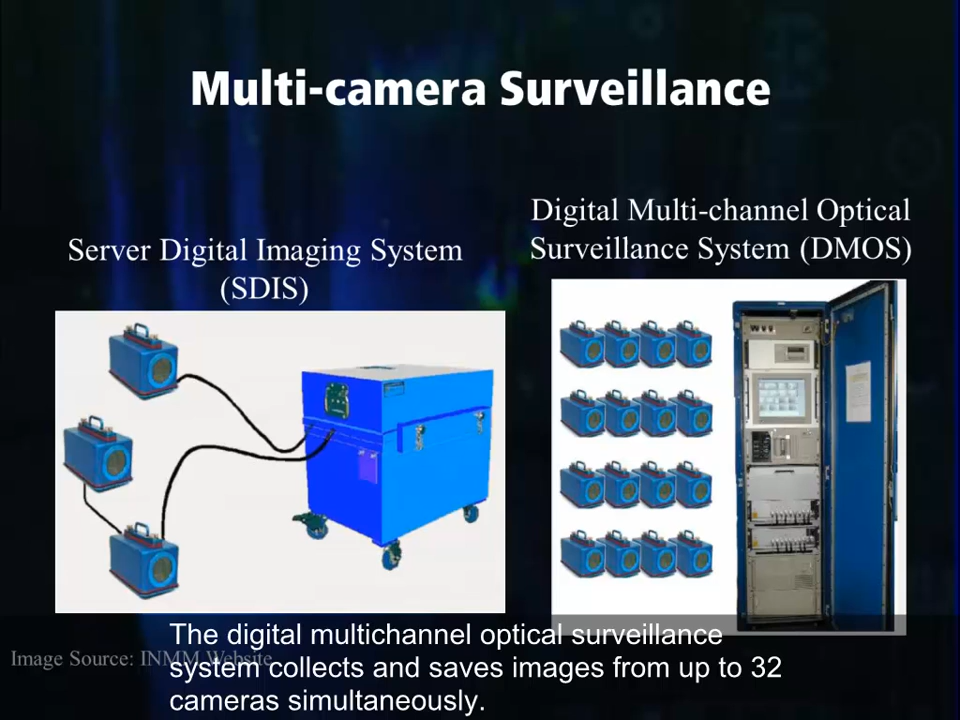 Multi-camera Surveillance
Server Digital Imaging System
(SDIS)
Digital Multi-channel Optical
Surveillance System (DMOS)
Image Source: INMM Website
The digital multichannel optical surveillance
system collects and saves images from up to 32
cameras simultaneously.